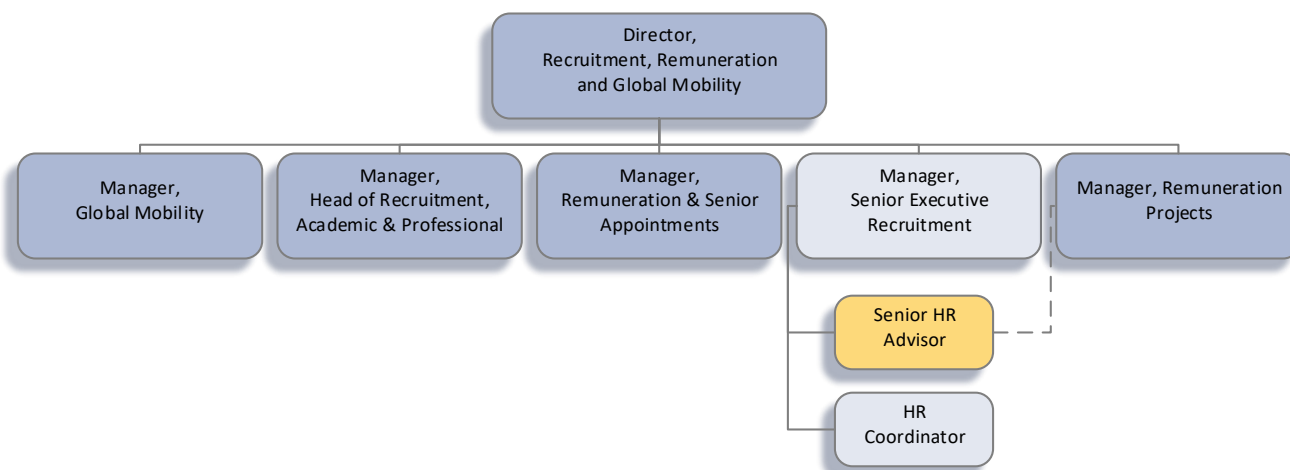 Director,
Recruitment, Remuneration
and Global Mobility
Manager,
Global Mobility
Manager,
Head of Recruitment,
Academic & Professional
Manager,
Remuneration & Senior
Appointments
Manager,
Senior Executive
Recruitment
Manager, Remuneration
Projects
Senior HR
Advisor
HR
Coordinator